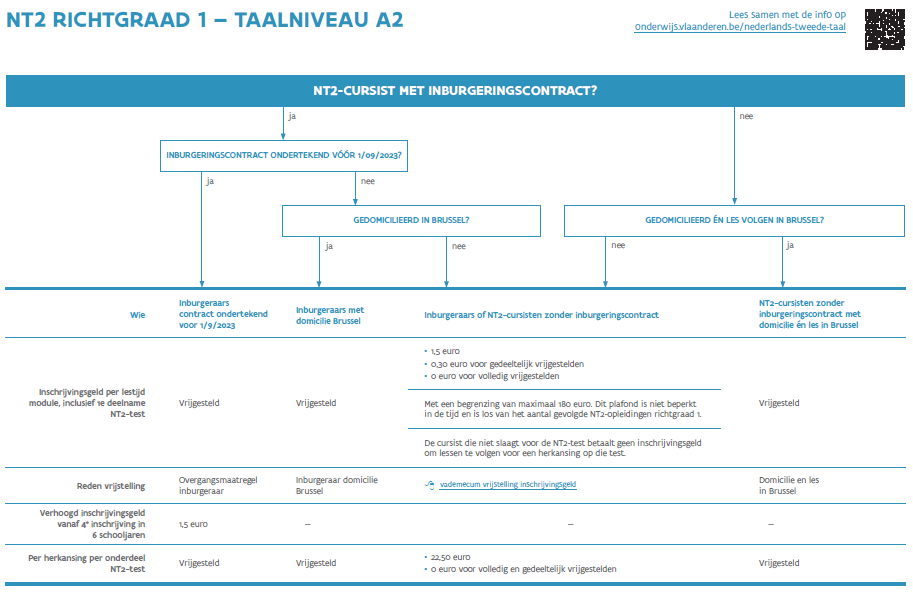 NT2 RICHTGRAAD 1 – TAALNIVEAU A2
Lees samen met de info op
onderwijs.vlaanderen.be/nederlands-tweede-taal
NT2-CURSIST MET INBURGERINGSCONTRACT?
ja
nee
INBURGERINGSCONTRACT ONDERTEKEND VÓÓR 1/09/2023?
ja
nee
GEDOMICILIEERD IN BRUSSEL?
GEDOMICILIEERD ÉN LES VOLGEN IN BRUSSEL?
ja
nee
nee
ja
Wie
Inburgeraars
contract ondertekend
voor 1/9/2023
Inburgeraars met
domicilie Brussel
Inburgeraars of NT2-cursisten zonder inburgeringscontract
NT2-cursisten zonder
inburgeringscontract met
domicilie én les in Brussel
Inschrijvingsgeld per lestijd
module, inclusief 1e deelname
NT2-test
Vrijgesteld
Vrijgesteld
• 1,5 euro
• 0,30 euro voor gedeeltelijk vrijgestelden
• 0 euro voor volledig vrijgestelden
Met een begrenzing van maximaal 180 euro. Dit plafond is niet beperkt
in de tijd en is los van het aantal gevolgde NT2-opleidingen richtgraad 1.
De cursist die niet slaagt voor de NT2-test betaalt geen inschrijvingsgeld
om lessen te volgen voor een herkansing op die test.
Vrijgesteld
Reden vrijstelling
Overgangsmaatregel
inburgeraar
Inburgeraar domicilie
Brussel
vademecum vrijstelling inschrijvingsgeld
Domicilie en les
in Brussel
Verhoogd inschrijvingsgeld
vanaf 4e inschrijving in
6 schooljaren
1,5 euro
–
–
–
Per herkansing per onderdeel
NT2-test
Vrijgesteld
Vrijgesteld
• 22,50 euro
• 0 euro voor volledig en gedeeltelijk vrijgestelden
Vrijgesteld